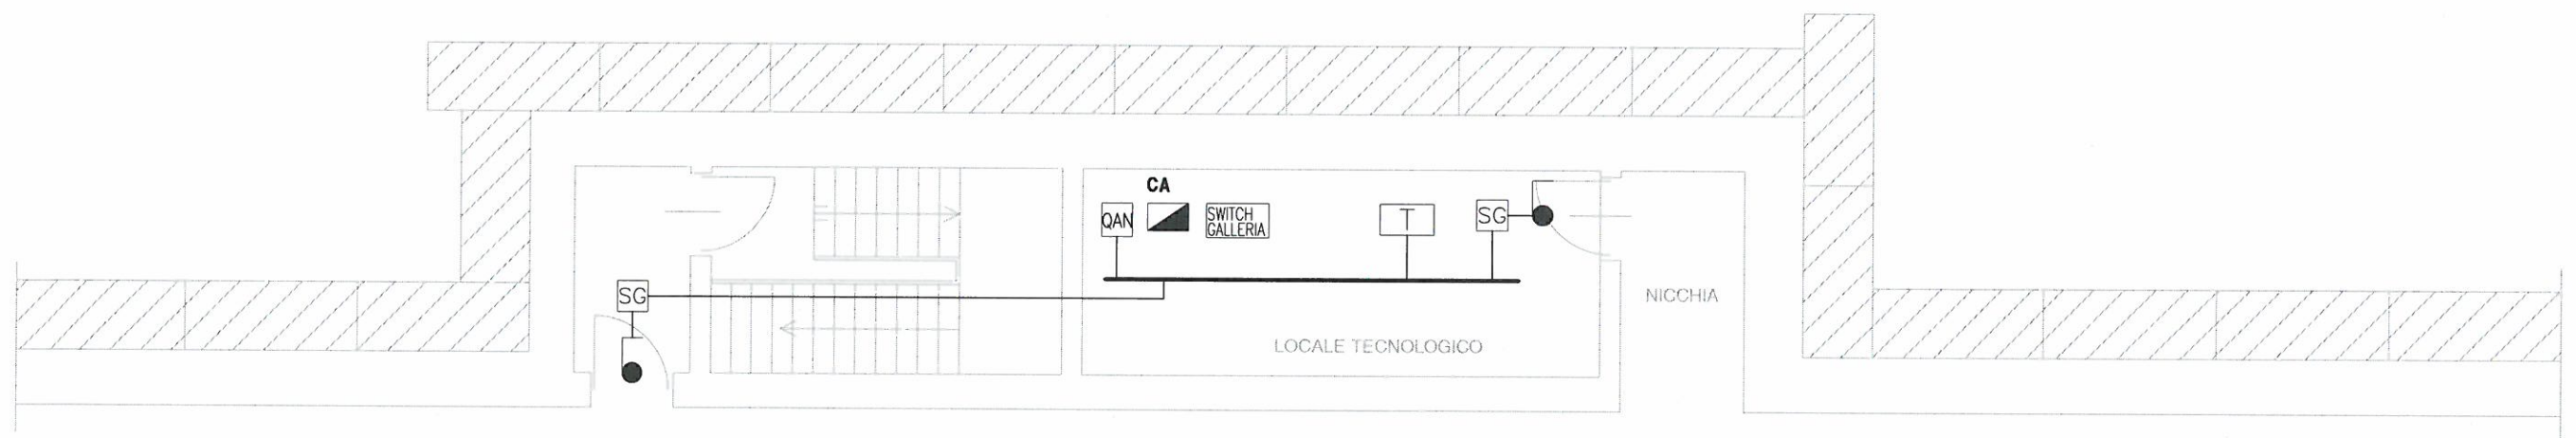 CA
QAN
SWITCH
GALLERIA
T
SG
SG
NICCHIA
LOCALE TECNOLOGICO